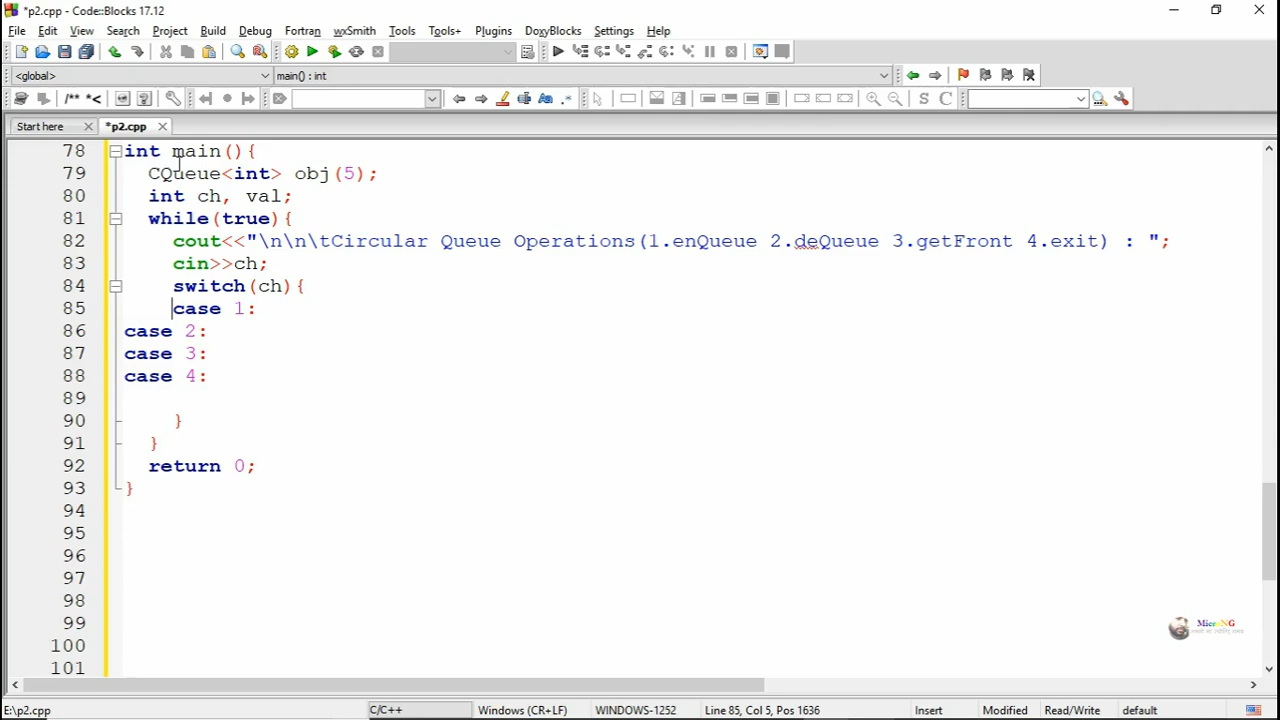 *p2.cpp - Code::Blocks 17.12
File Edit View Search Project Build Debug Fortran wxSmith Tools Tools+ Plugins DoxyBlocks Settings Help
<global> main() : int
/** *<
S C
Start here *p2.cpp
78 int main(){
79 CQueue<int> obj(5);
80 int ch, val;
81 while(true){
82 cout<<"\n\n\tCircular Queue Operations(1.enQueue 2.deQueue 3.getFront 4.exit) : ";
83 cin>>ch;
84 switch(ch){
85 case 1:
86 case 2:
87 case 3:
88 case 4:
89
90 }
91 }
92 return 0;
93 }
94
95
96
97
98
99
100
101
MicroNG
E:\p2.cpp C/C++ Windows (CR+LF) WINDOWS-1252 Line 85, Col 5, Pos 1636 Insert Modified Read/Write default